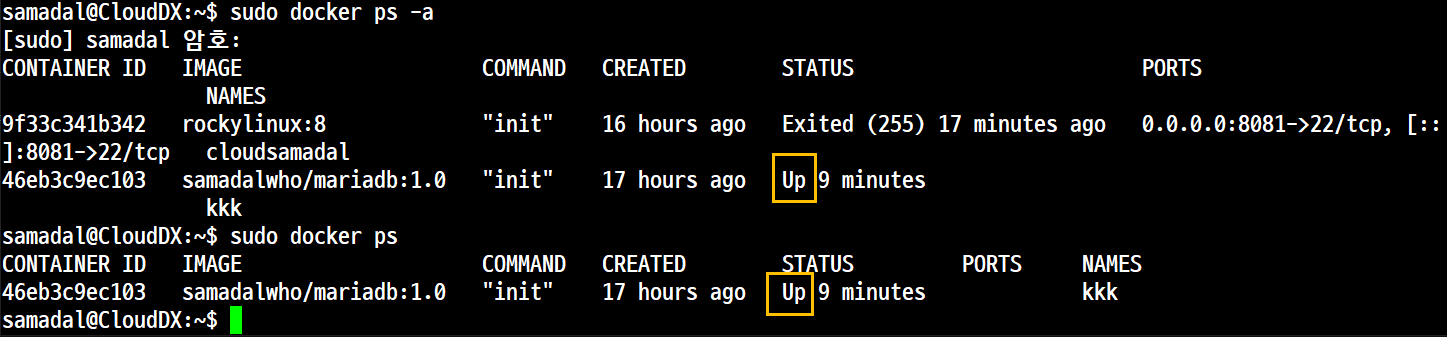 samadal@CloudDX:~$ sudo docker ps -a
[sudo] samadal 암호:
CONTAINER ID   IMAGE                    COMMAND   CREATED        STATUS                        PORTS
                 NAMES
9f33c341b342   rockylinux:8             "init"    16 hours ago   Exited (255) 17 minutes ago   0.0.0.0:8081->22/tcp, [::
]:8081->22/tcp   cloudsamadal
46eb3c9ec103   samadalwho/mariadb:1.0   "init"    17 hours ago   Up 9 minutes
                 kkk
samadal@CloudDX:~$ sudo docker ps
CONTAINER ID   IMAGE                    COMMAND   CREATED        STATUS         PORTS     NAMES
46eb3c9ec103   samadalwho/mariadb:1.0   "init"    17 hours ago   Up 9 minutes             kkk
samadal@CloudDX:~$